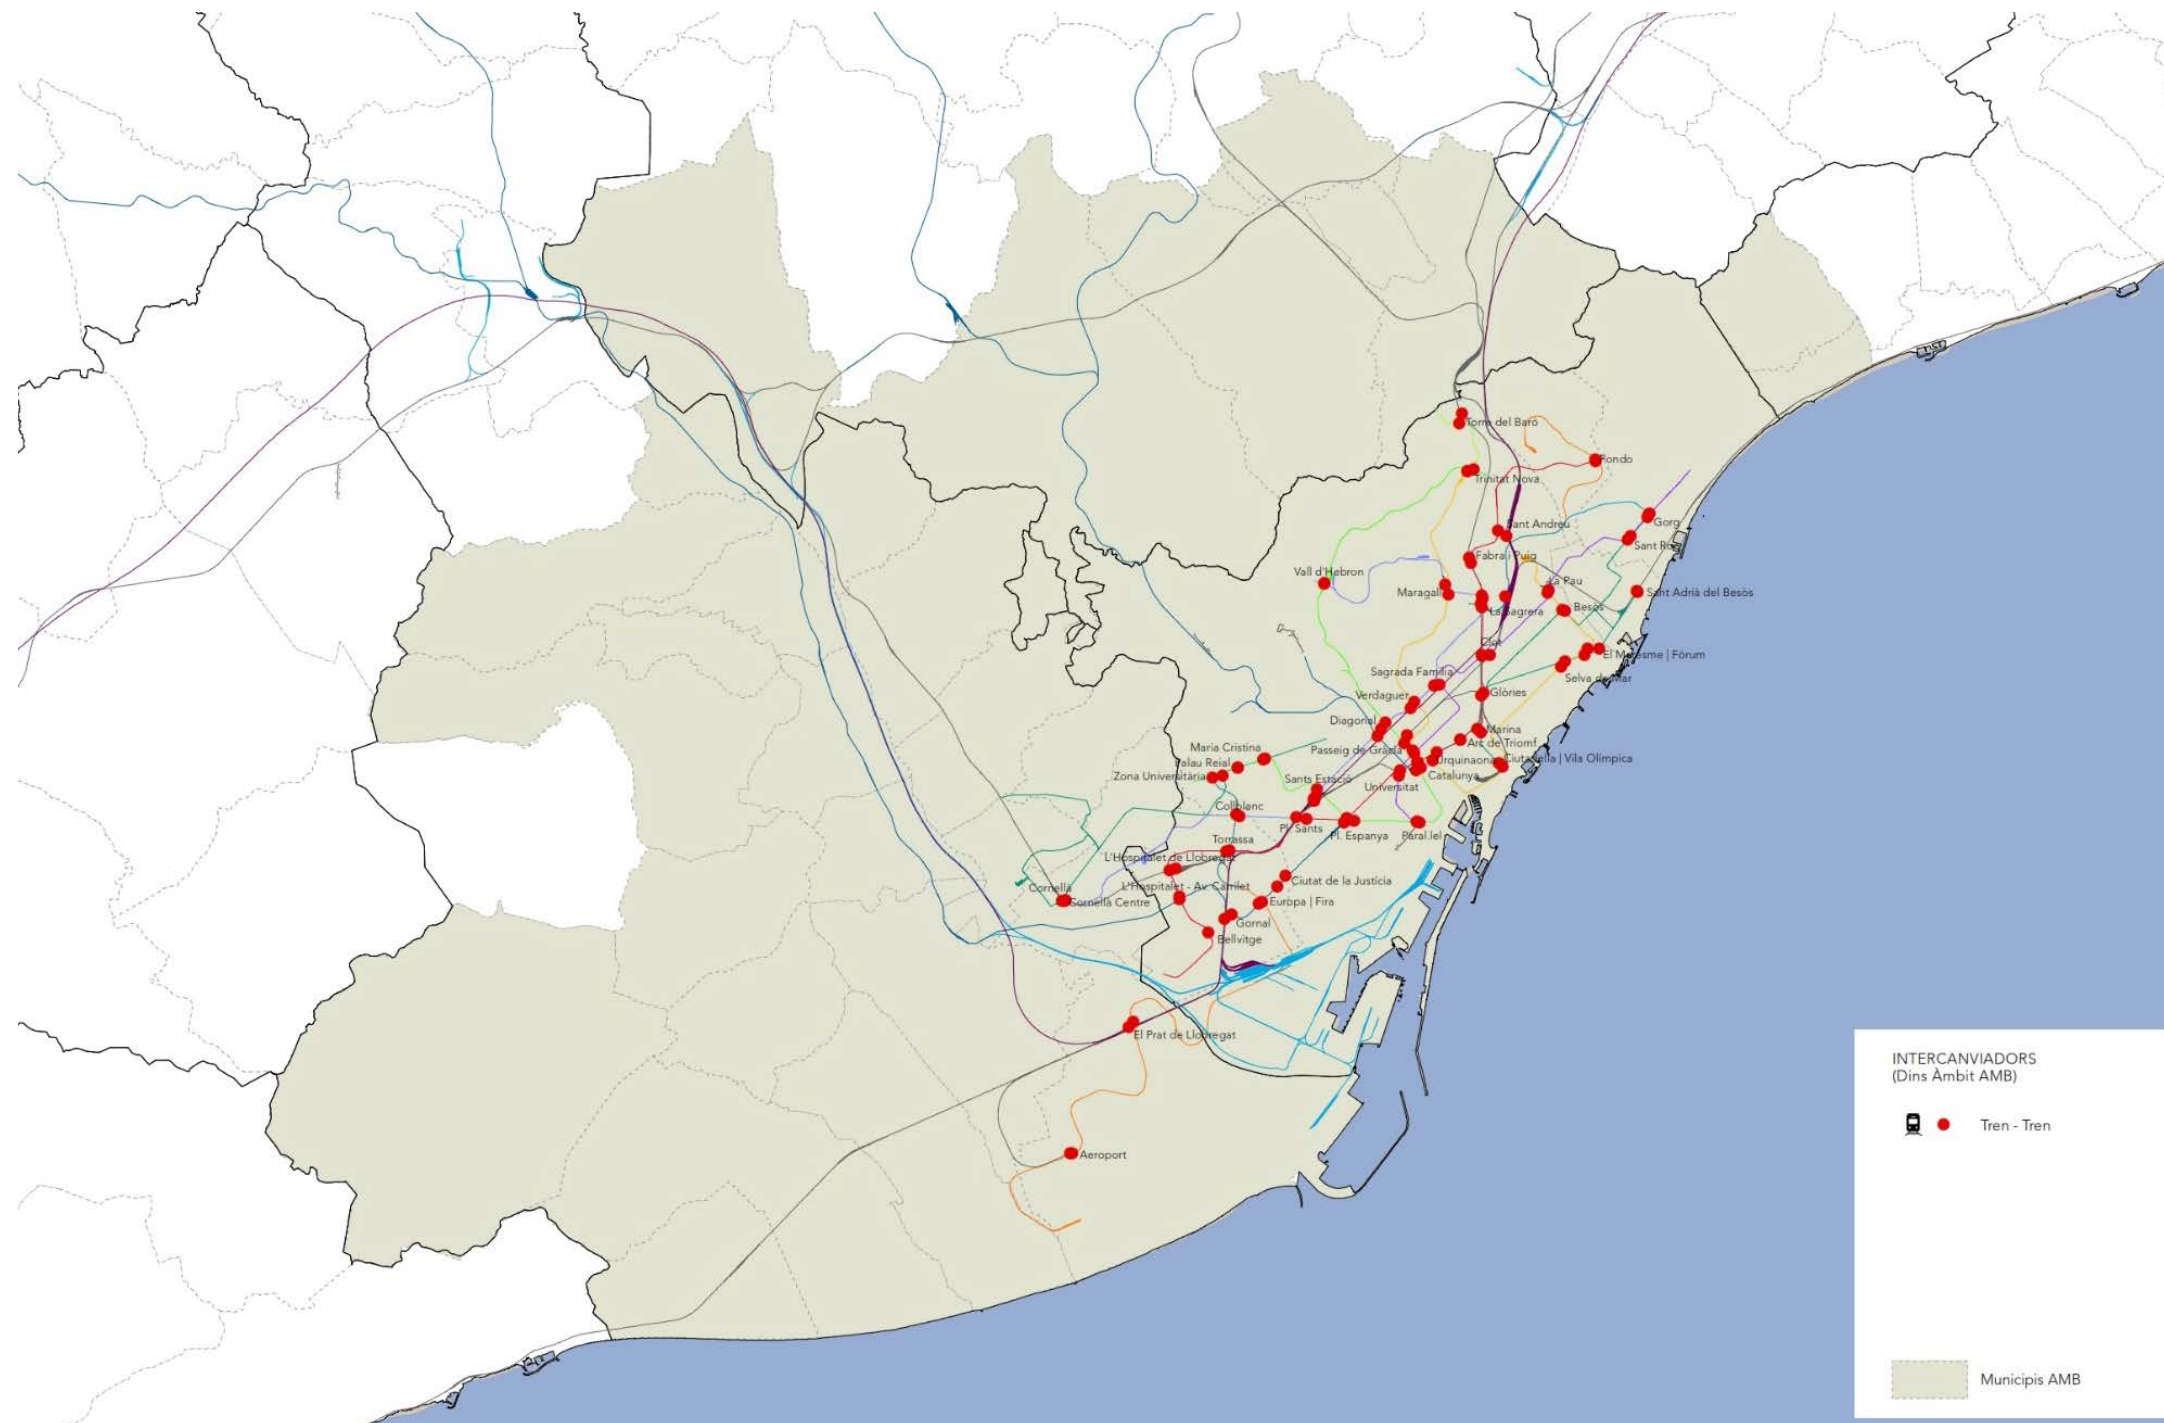 Torre del Baró
Fondo
Trinitat Nova
Gorg
Sant Andreu
Sant Roc
Fabra i Puig
Vall d'Hebron
La Pau
Maragall
Sant Adrià del Besòs
Besòs
La Sagrera
Clot
El Maresme | Fòrum
Sagrada Família
Selva de Mar
Verdaguer
Glòries
Diagonal
Marina
Arc de Triomf
Maria Cristina
Passeig de Gràcia
Palau Reial
Urquinaona
Ciutadella | Vila Olímpica
Zona Universitària
Sants Estació
Catalunya
Universitat
Collblanc
Pl. Sants
Pl. Espanya
Paral.lel
Torrassa
L'Hospitalet de Llobregat
Ciutat de la Justícia
Cornellà
L'Hospitalet - Av. Carrilet
Cornellà Centre
Europa | Fira
Gornal
Bellvitge
El Prat de Llobregat
Aeroport
INTERCANVIADORS
(Dins Àmbit AMB)
Tren - Tren
Municipis AMB